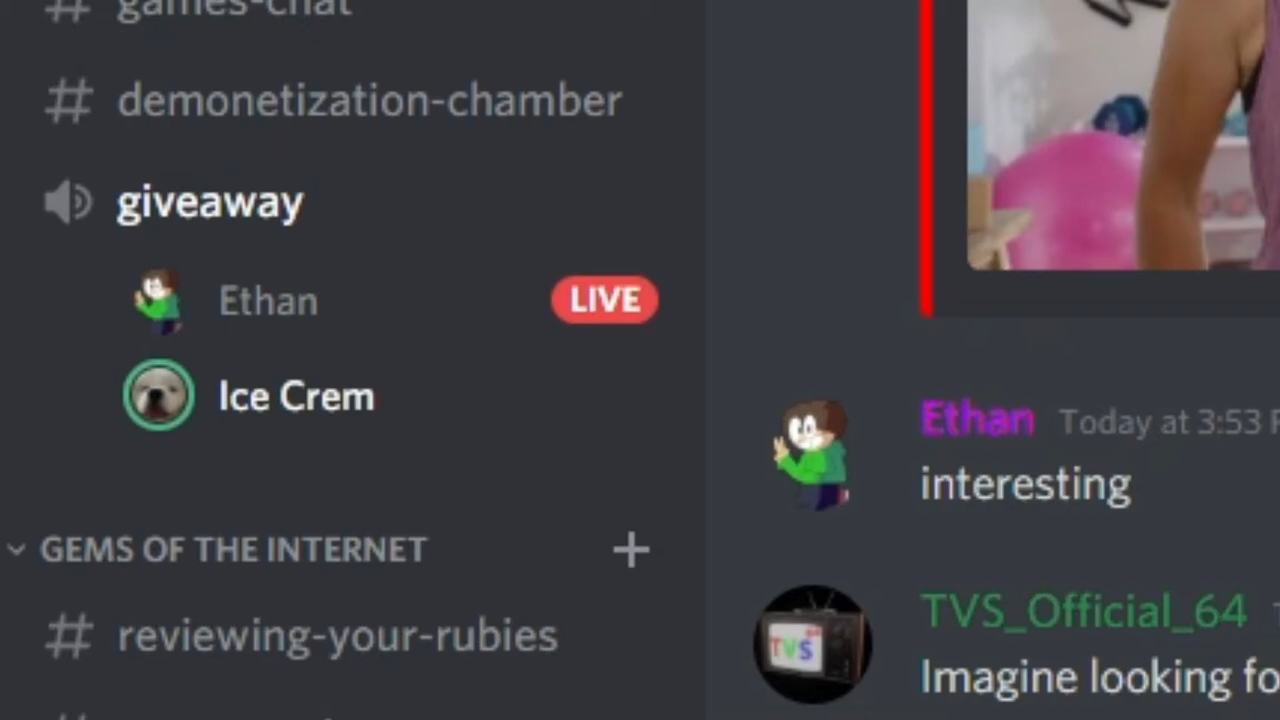 games-chat
demonetization-chamber
giveaway
Ethan LIVE
Ice Crem
GEMS OF THE INTERNET
reviewing-your-rubies
Ethan Today at 3:53
interesting
TVS
TVS_Official_64
Imagine looking fo